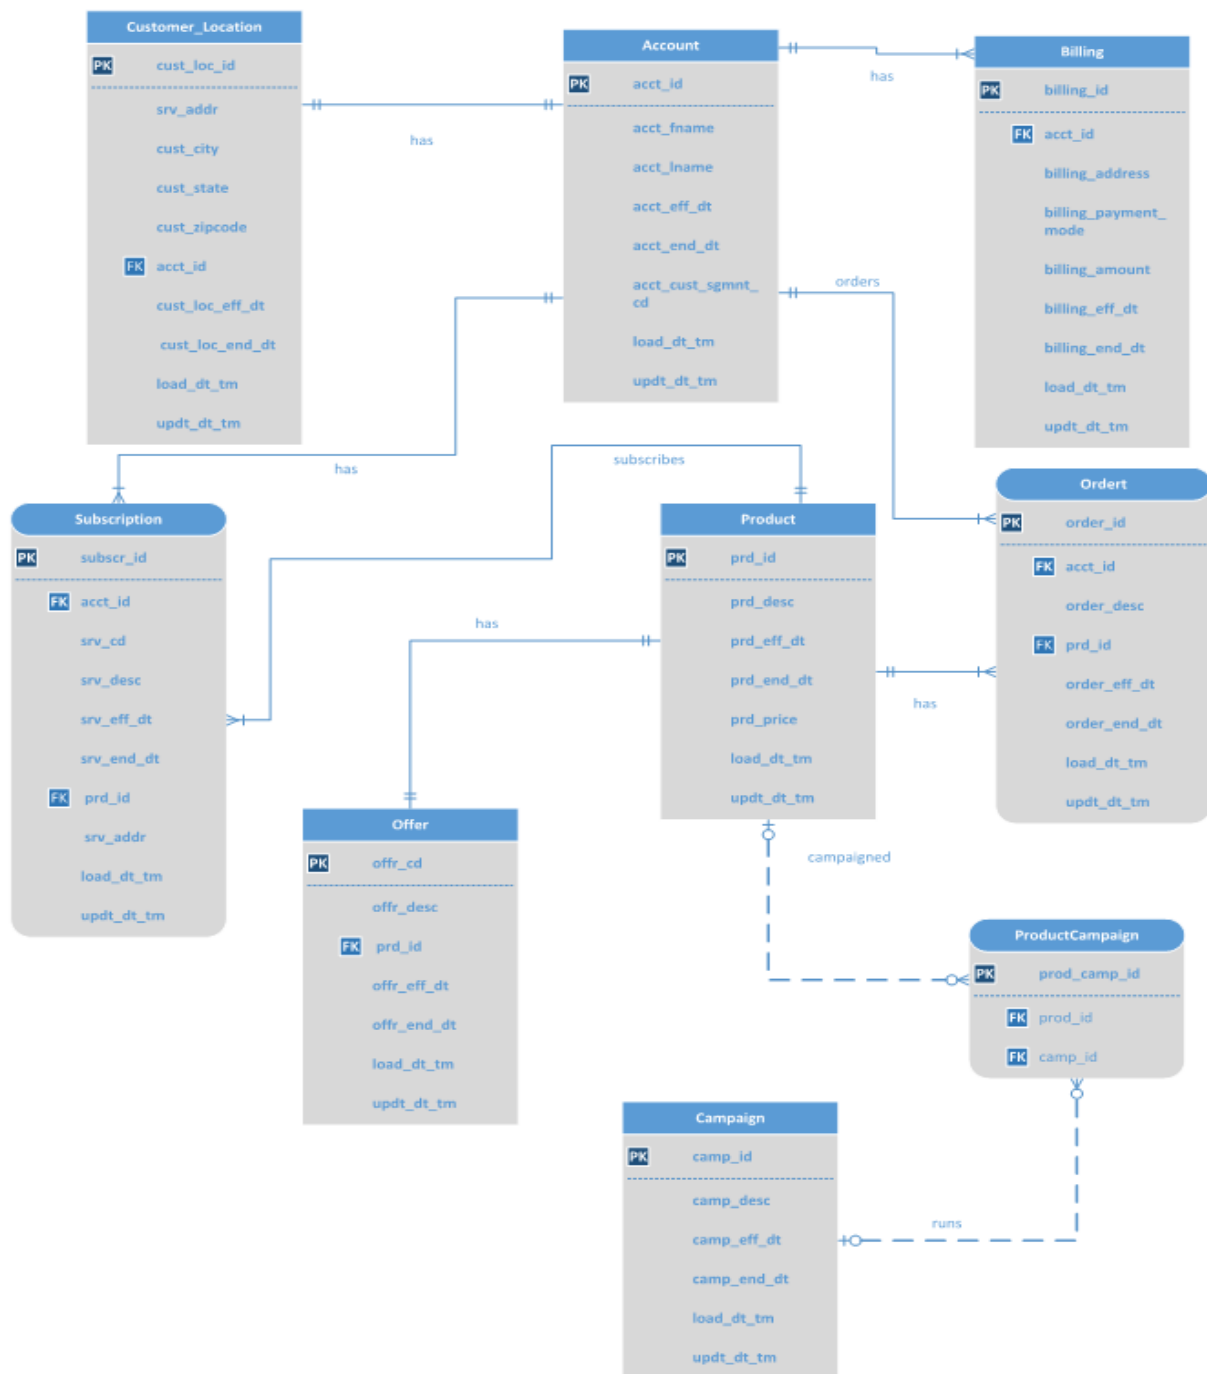 Customer_Location
PK cust_loc_id
srv_addr
cust_city
cust_state
cust_zipcode
FK acct_id
cust_loc_eff_dt
cust_loc_end_dt
load_dt_tm
updt_dt_tm
has
Account
PK acct_id
acct_fname
acct_lname
acct_eff_dt
acct_end_dt
acct_cust_sgmnt_
cd
load_dt_tm
updt_dt_tm
has
orders
Billing
PK billing_id
FK acct_id
billing_address
billing_payment_
mode
billing_amount
billing_eff_dt
billing_end_dt
load_dt_tm
updt_dt_tm
has
subscribes
Subscription
PK subscr_id
FK acct_id
srv_cd
srv_desc
srv_eff_dt
srv_end_dt
FK prd_id
srv_addr
load_dt_tm
updt_dt_tm
has
Product
PK prd_id
prd_desc
prd_eff_dt
prd_end_dt
prd_price
load_dt_tm
updt_dt_tm
has
Ordert
PK order_id
FK acct_id
order_desc
FK prd_id
order_eff_dt
order_end_dt
load_dt_tm
updt_dt_tm
Offer
PK offr_cd
offr_desc
FK prd_id
offr_eff_dt
offr_end_dt
load_dt_tm
updt_dt_tm
campaigned
ProductCampaign
PK prod_camp_id
FK prod_id
FK camp_id
Campaign
PK camp_id
camp_desc
camp_eff_dt
camp_end_dt
load_dt_tm
updt_dt_tm
runs